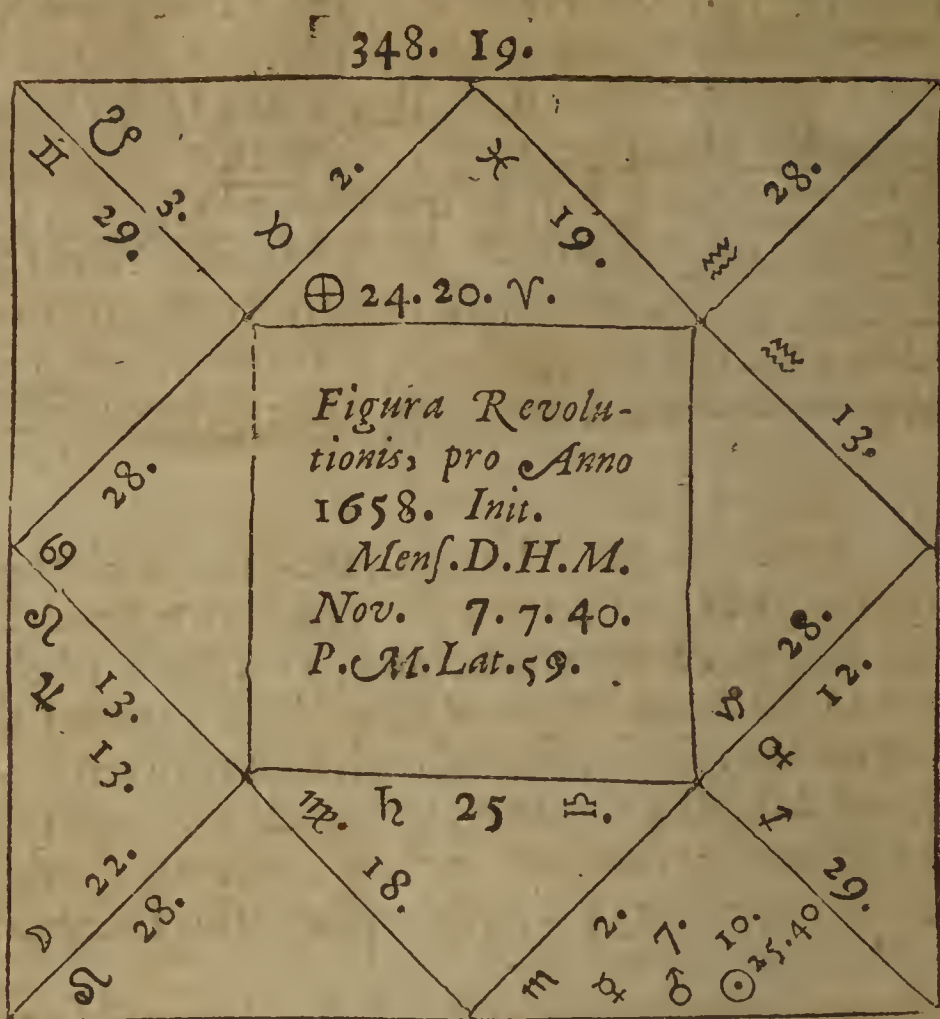 348. 19.
♊ ☋
29. 3.
♉ 2.
♓ 19.
28. ♒
⊕ 24. 20. ♈.
♒ 13.
Figura Revolu-
tionis, pro Anno
1658. Init.
Menſ. D. H. M.
Nov. 7. 7. 40.
P. M. Lat. 59.
28.
♋
♌
♃ 13.
13.
28.
♑ 12.
♀
♐ 29.
♍. ♄ 25 ♎.
18.
22.
☽ 28.
♌
2. 7. 10. 25. 40
♏ ☿ ♂ ☉